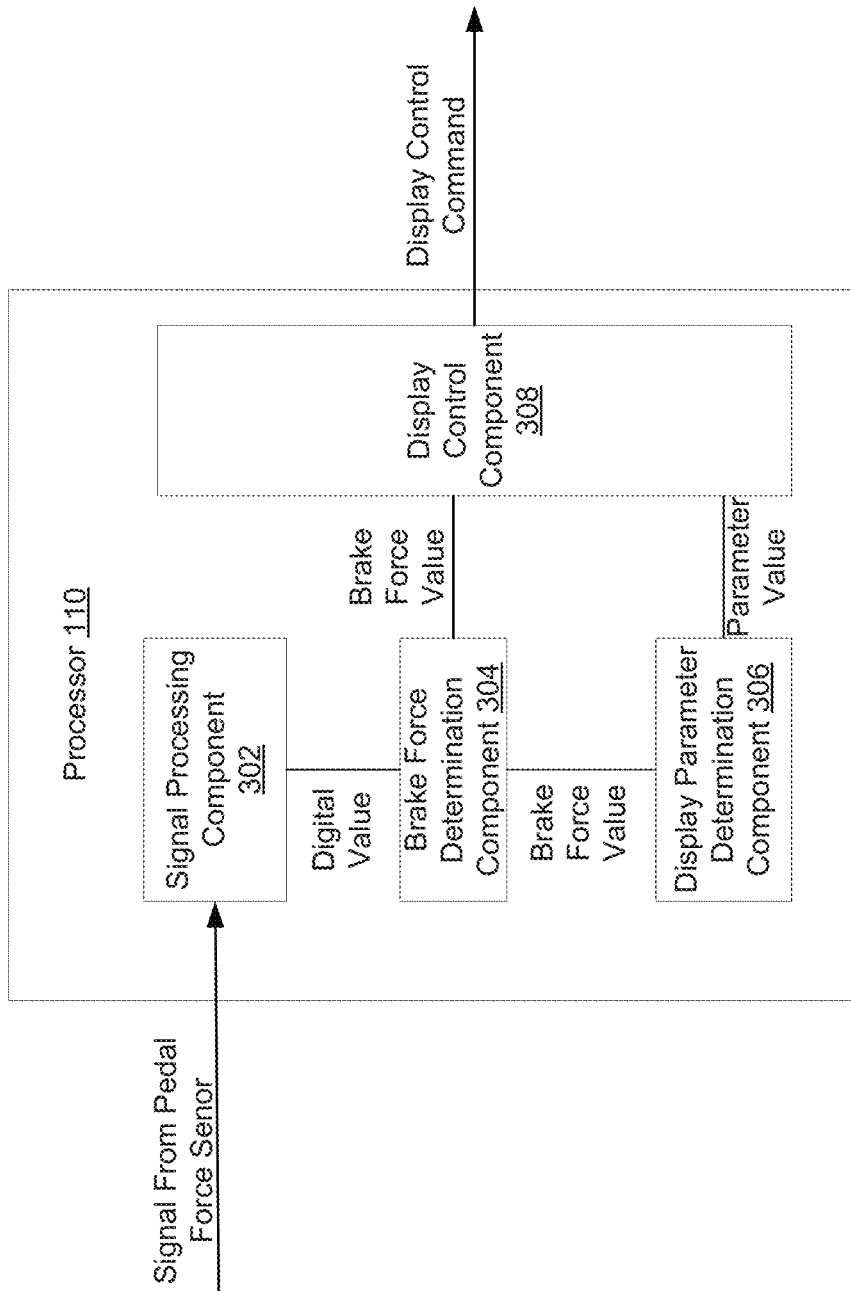 Processor 110
Signal From Pedal
Force Senor
Signal Processing
Component
302
Digital
Value
Brake Force
Determination
Component 304
Brake
Force
Value
Brake
Force
Value
Display Parameter
Determination
Component 306
Parameter
Value
Display
Control
Component
308
Display Control
Command